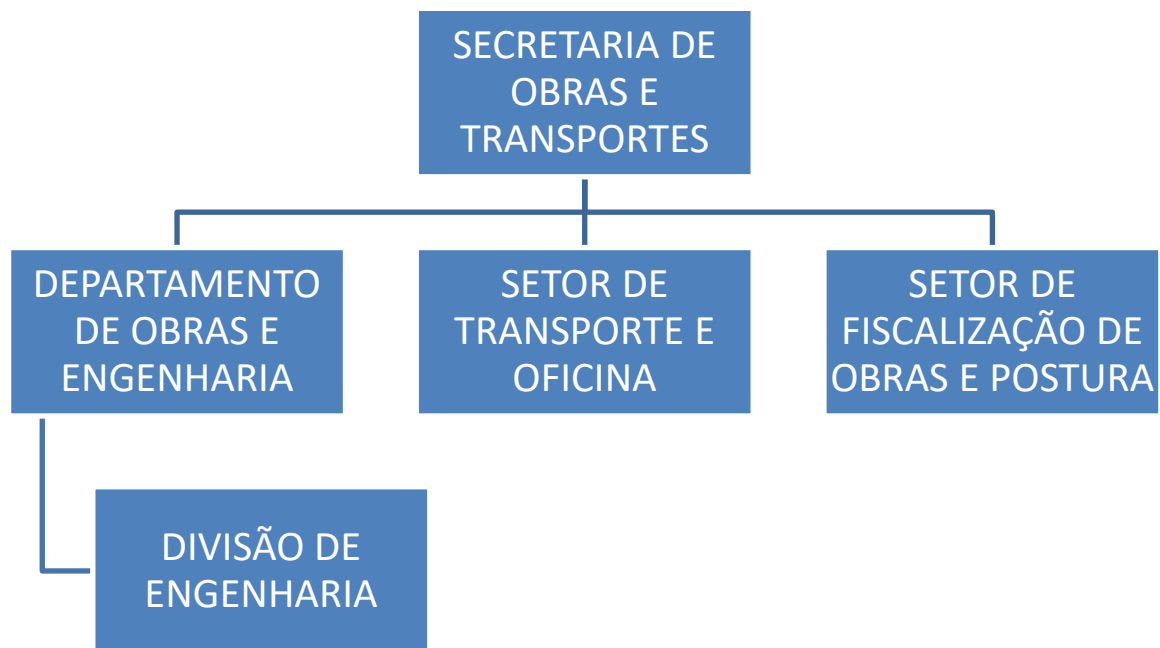 SECRETARIA DE
OBRAS E
TRANSPORTES
DEPARTAMENTO
DE OBRAS E
ENGENHARIA
SETOR DE
TRANSPORTE E
OFICINA
SETOR DE
FISCALIZAÇÃO DE
OBRAS E POSTURA
DIVISÃO DE
ENGENHARIA